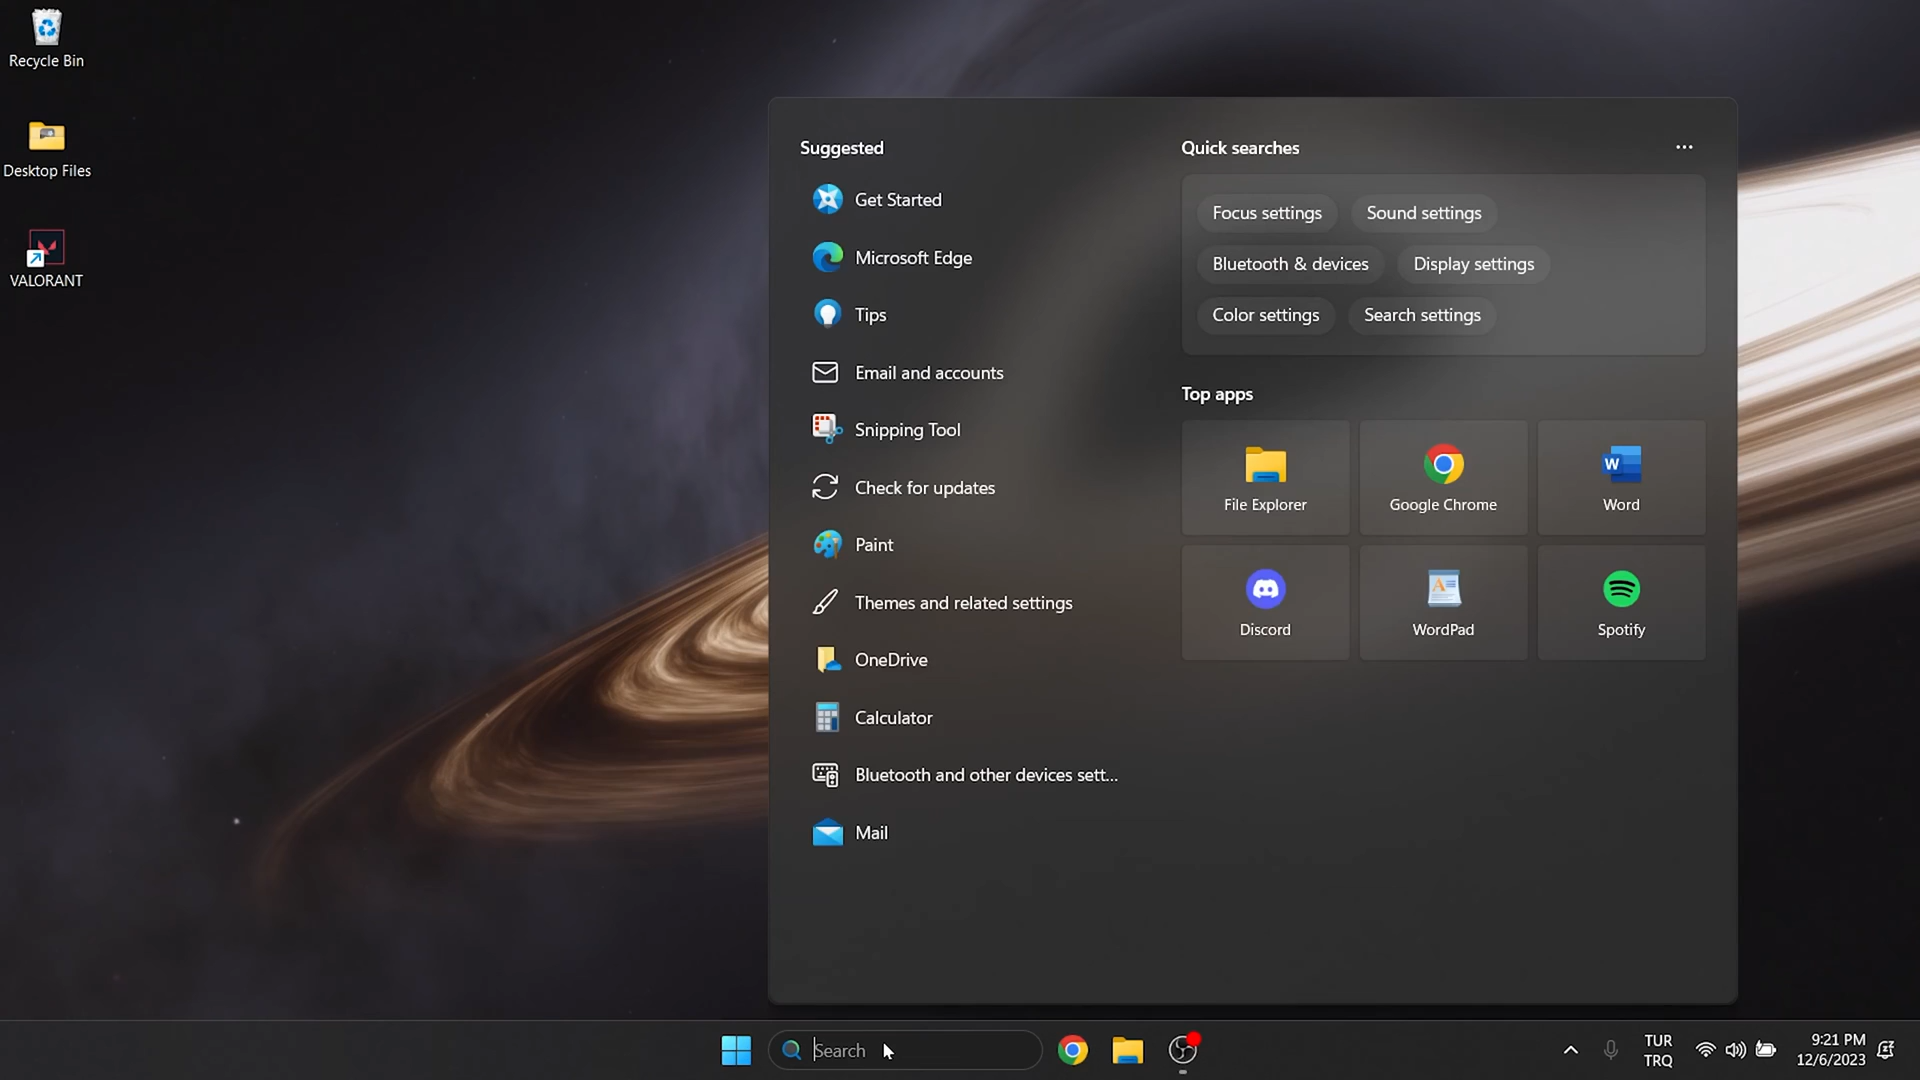 Recycle Bin
Desktop Files
VALORANT
Suggested
Get Started
Microsoft Edge
Tips
Email and accounts
Snipping Tool
Check for updates
Paint
Themes and related settings
OneDrive
Calculator
Bluetooth and other devices sett...
Mail
Quick searches
Focus settings
Sound settings
Bluetooth & devices
Display settings
Color settings
Search settings
Top apps
File Explorer
Google Chrome
Word
Discord
WordPad
Spotify
Search
TUR
TRQ
9:21 PM
12/6/2023